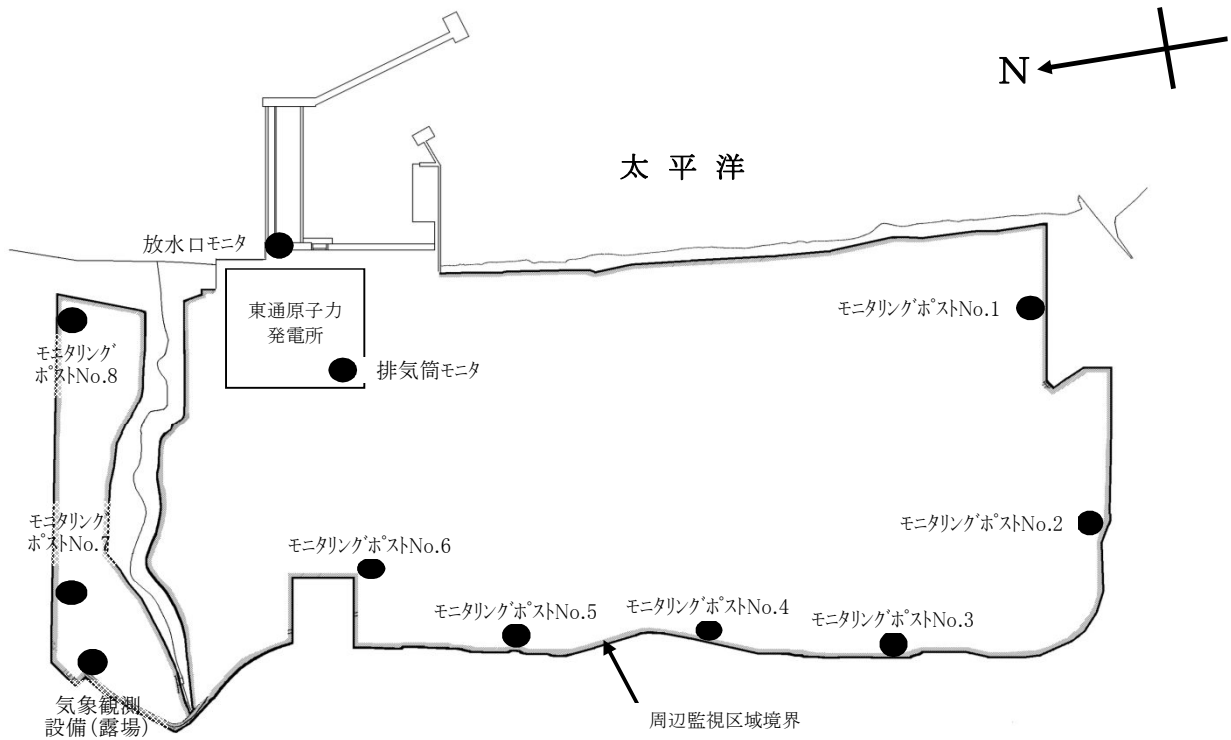 N
太 平 洋
放水口モニタ
東通原子力
発電所
排気筒モニタ
モニタリングポストNo.1
モニタリング
ポストNo.8
モニタリングポストNo.2
モニタリング
ポストNo.7
モニタリングポストNo.6
モニタリングポストNo.5
モニタリングポストNo.4
モニタリングポストNo.3
気象観測
設備(露場)
周辺監視区域境界